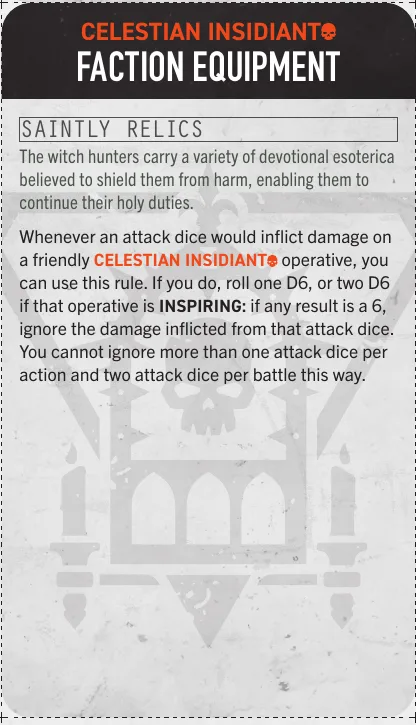 CELESTIAN INSIDIANT
FACTION EQUIPMENT
SAINTLY RELICS
The witch hunters carry a variety of devotional esoterica
believed to shield them from harm, enabling them to
continue their holy duties.
Whenever an attack dice would inflict damage on
a friendly CELESTIAN INSIDIANT operative, you
can use this rule. If you do, roll one D6, or two D6
if that operative is INSPIRING: if any result is a 6,
ignore the damage inflicted from that attack dice.
You cannot ignore more than one attack dice per
action and two attack dice per battle this way.